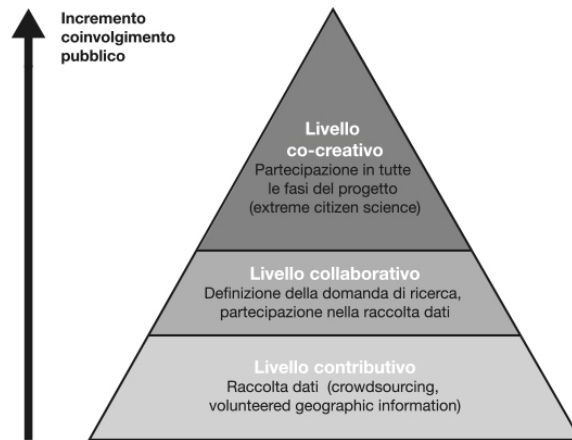 Incremento
coinvolgimento
pubblico
Livello
co-creativo
Partecipazione in tutte
le fasi del progetto
(extreme citizen science)
Livello collaborativo
Definizione della domanda di ricerca,
partecipazione nella raccolta dati
Livello contributivo
Raccolta dati (crowdsourcing,
volunteered geographic information)